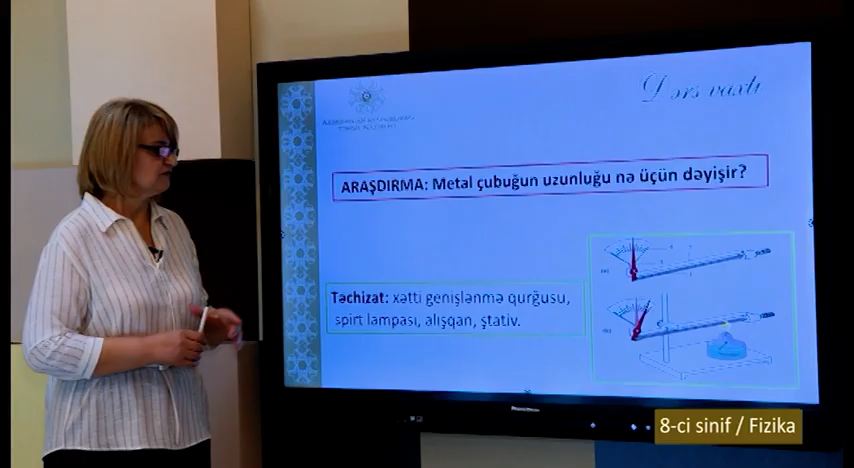 Dərs vaxtı
ARAŞDIRMA: Metal çubuğun uzunluğu nə üçün dəyişir?
Təchizat: xətti genişlənmə qurğusu,
spirt lampası, alışqan, ştativ.
8-ci sinif / Fizika